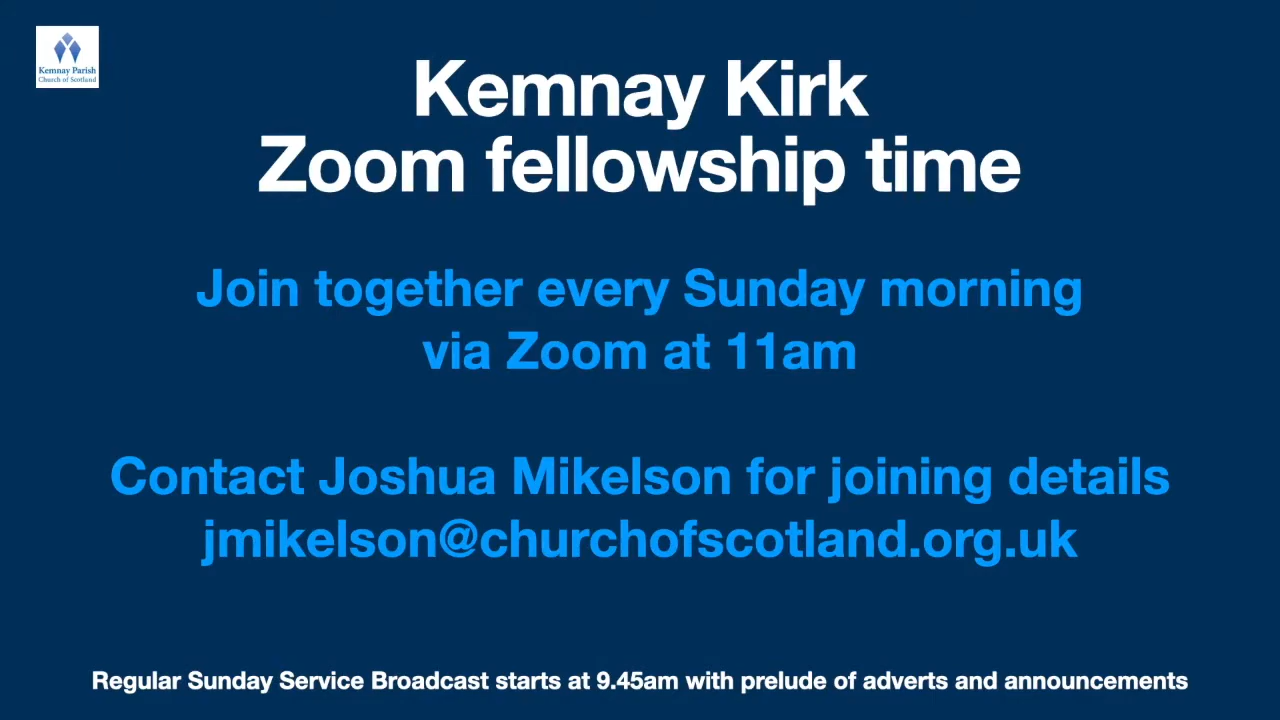 Kemnay Parish
Church of Scotland
Kemnay Kirk
Zoom fellowship time
Join together every Sunday morning
via Zoom at 11am
Contact Joshua Mikelson for joining details
jmikelson@churchofscotland.org.uk
Regular Sunday Service Broadcast starts at 9.45am with prelude of adverts and announcements